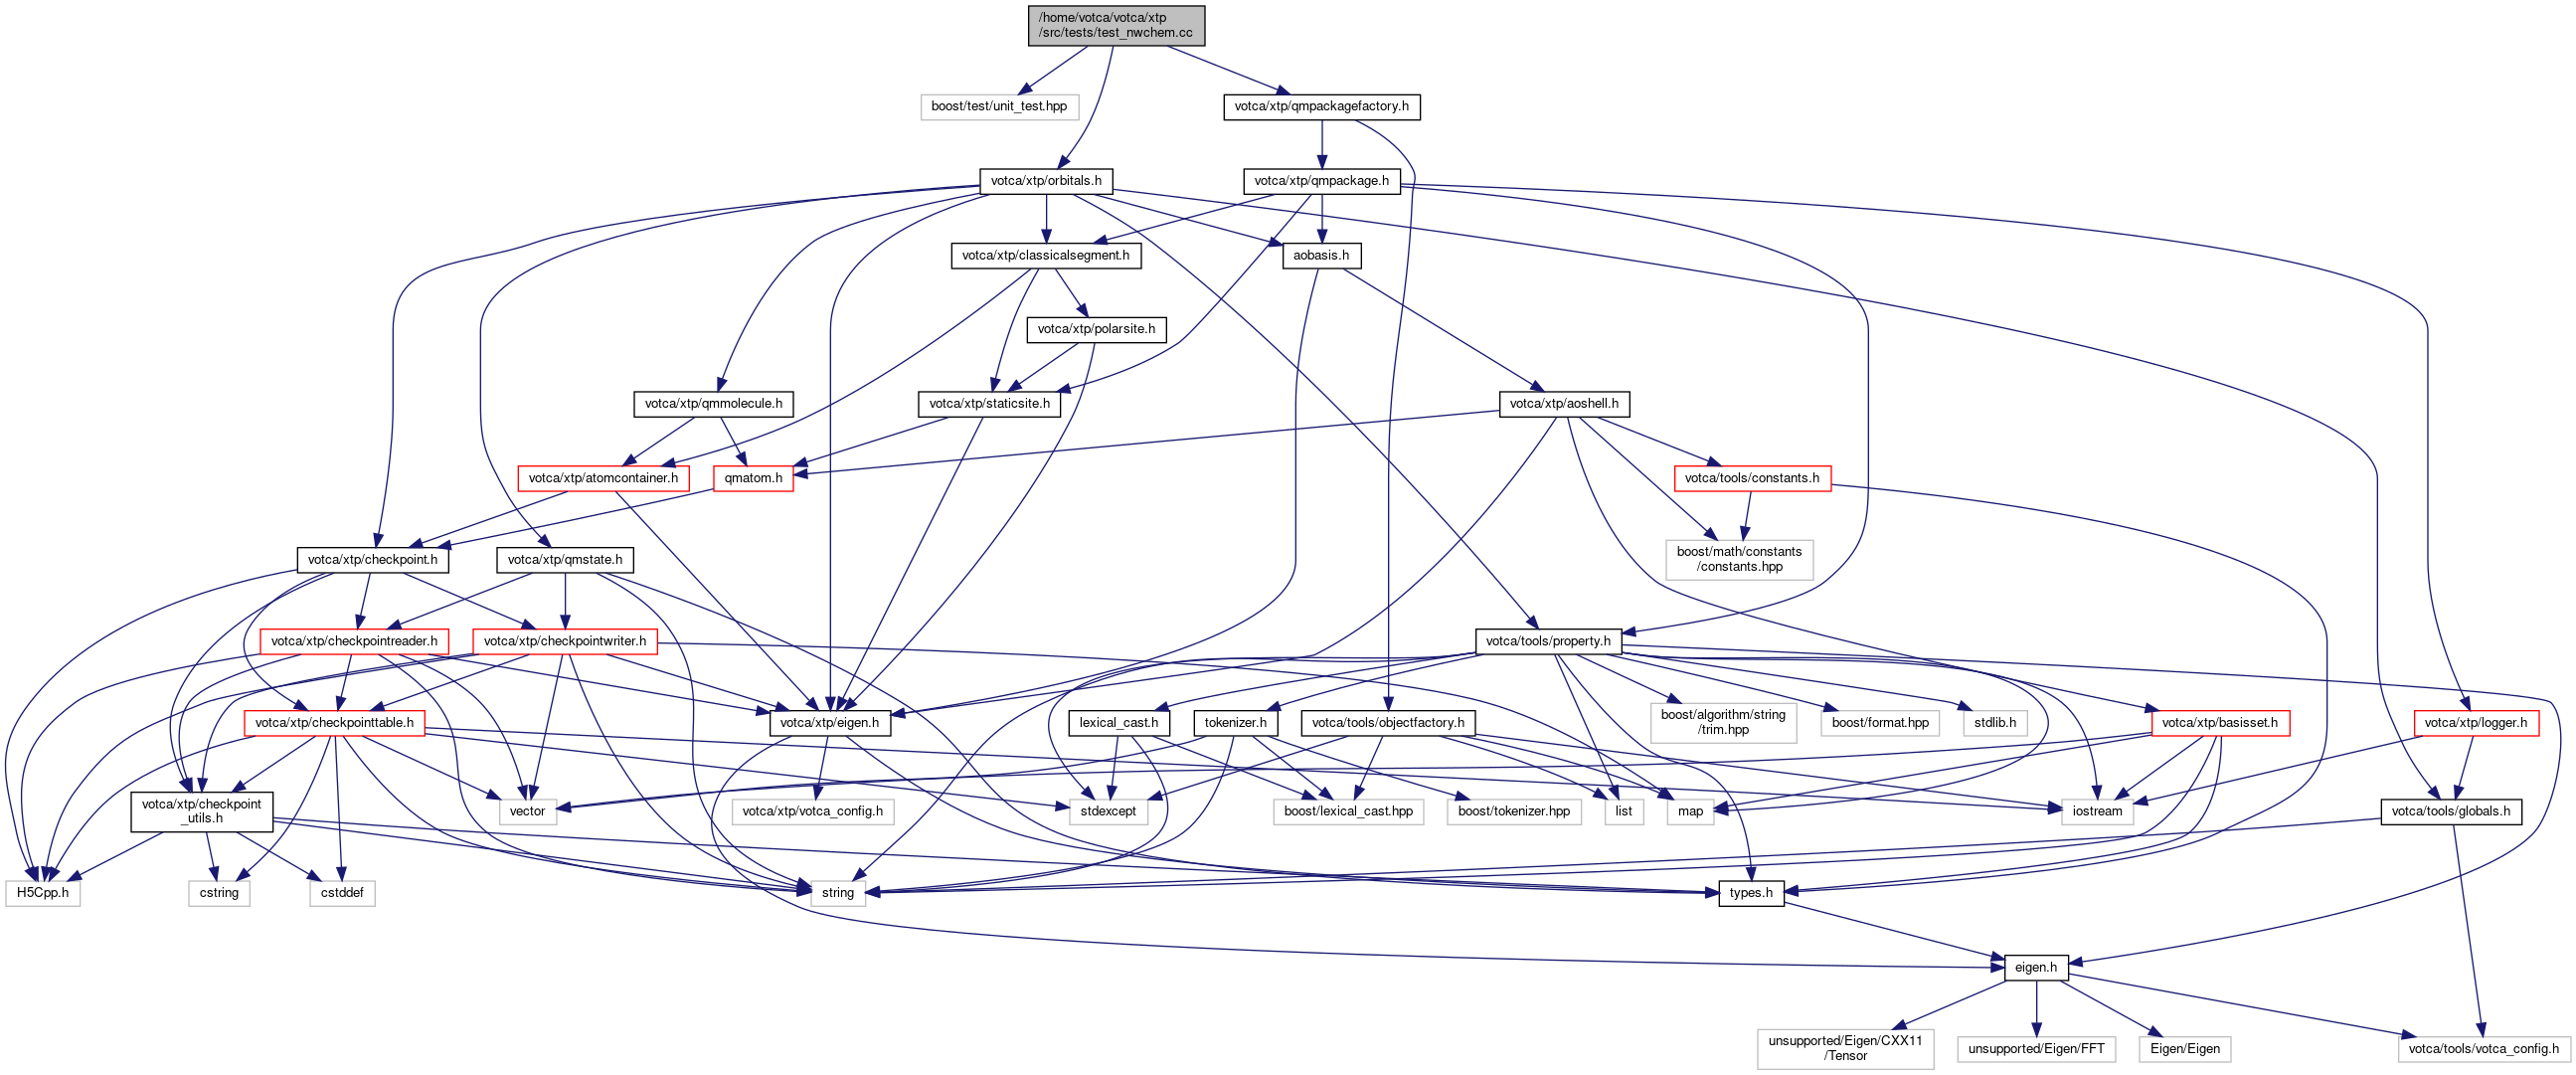 /home/votca/votca/xtp
/src/tests/test_nwchem.cc
boost/test/unit_test.hpp
votca/xtp/qmpackagefactory.h
votca/xtp/orbitals.h
votca/xtp/qmpackage.h
votca/xtp/classicalsegment.h
aobasis.h
votca/xtp/polarsite.h
votca/xtp/qmmolecule.h
votca/xtp/staticsite.h
votca/xtp/aoshell.h
votca/xtp/atomcontainer.h
qmatom.h
votca/tools/constants.h
votca/xtp/checkpoint.h
votca/xtp/qmstate.h
boost/math/constants
/constants.hpp
votca/xtp/checkpointreader.h
votca/xtp/checkpointwriter.h
votca/tools/property.h
votca/xtp/checkpointtable.h
votca/xtp/eigen.h
lexical_cast.h
tokenizer.h
votca/tools/objectfactory.h
boost/algorithm/string
/trim.hpp
boost/format.hpp
stdlib.h
votca/xtp/basisset.h
votca/xtp/logger.h
votca/xtp/checkpoint
_utils.h
vector
votca/xtp/votca_config.h
stdexcept
boost/lexical_cast.hpp
boost/tokenizer.hpp
list
map
iostream
votca/tools/globals.h
H5Cpp.h
cstring
cstddef
string
types.h
eigen.h
unsupported/Eigen/CXX11
/Tensor
unsupported/Eigen/FFT
Eigen/Eigen
votca/tools/votca_config.h